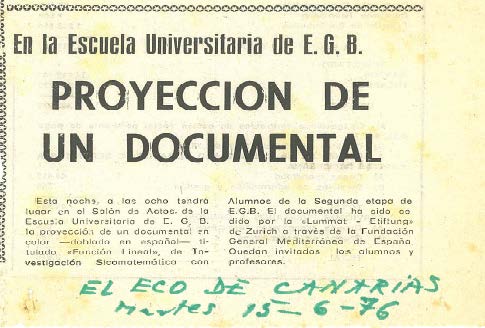 En la Escuela Universitaria de E. G. B.
PROYECCION DE
UN DOCUMENTAL
Esta noche, a las ocho tendrá
lugar en el Salón de Actos de la
Escuela Universitaria de E. G. B.
la proyección de un documental en
color —doblado en español— ti-
tulado «Función Lineal», de In-
vestigación Sicomatemática con
Alumnos de la Segunda etapa de
E.G.B. El documental ha sido ce-
dido por la «Lummat - Eltiftung»
de Zurich a través de la Fundación
General Mediterránea de España
Quedan invitados los alumnos y
profesores.
EL ECO DE CANARIAS
Martes 15-6-76